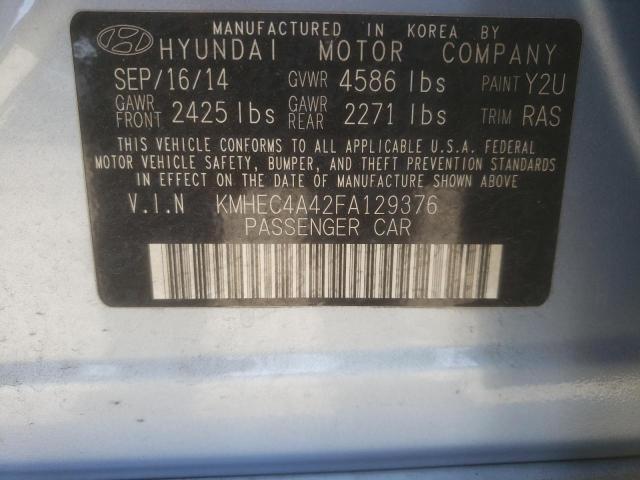 MANUFACTURED IN KOREA BY
HYUNDAI MOTOR COMPANY
SEP/16/14 GVWR 4586 lbs PAINT Y2U
GAWR FRONT 2425 lbs GAWR REAR 2271 lbs TRIM RAS
THIS VEHICLE CONFORMS TO ALL APPLICABLE U.S.A. FEDERAL
MOTOR VEHICLE SAFETY, BUMPER, AND THEFT PREVENTION STANDARDS
IN EFFECT ON THE DATE OF MANUFACTURE SHOWN ABOVE.
V.I.N KMHEC4A42FA129376
PASSENGER CAR